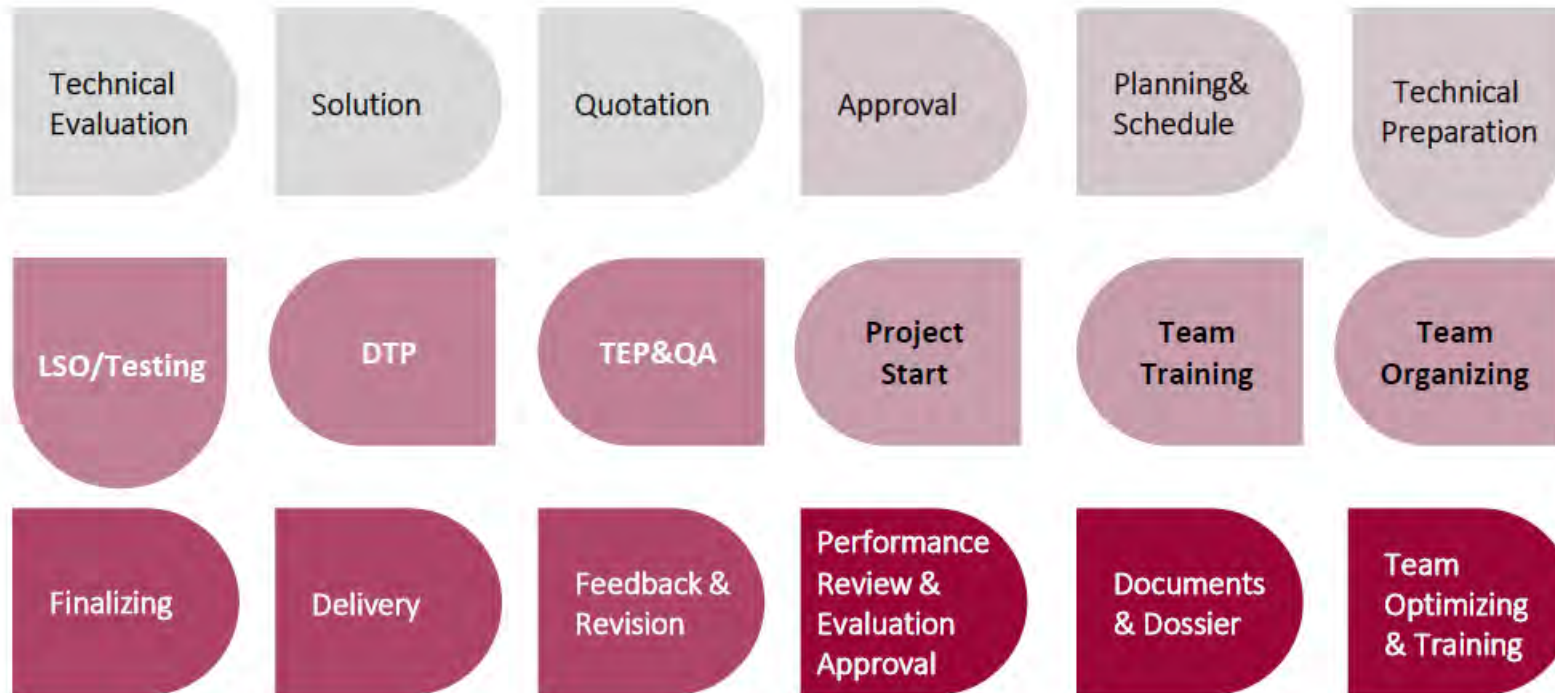 Technical
Evaluation
Solution
Quotation
Approval
Planning&
Schedule
Technical
Preparation
LSO/Testing
DTP
TEP&QA
Project
Start
Team
Training
Team
Organizing
Finalizing
Delivery
Feedback &
Revision
Performance
Review &
Evaluation
Approval
Documents
& Dossier
Team
Optimizing
& Training